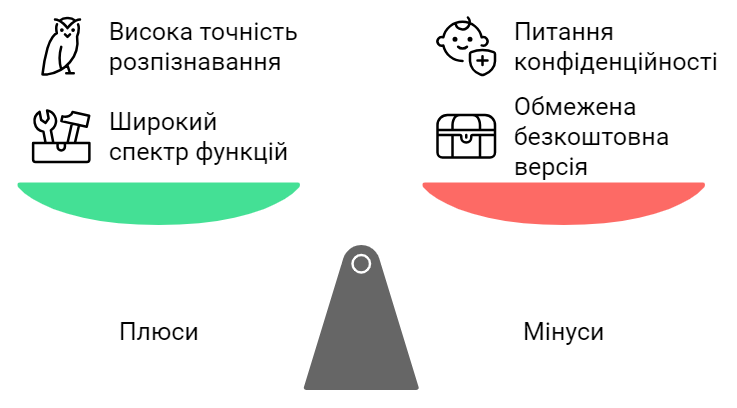 Висока точність
розпізнавання
Широкий
спектр функцій
Питання
конфіденційності
Обмежена
безкоштовна
версія
Плюси
Мінуси